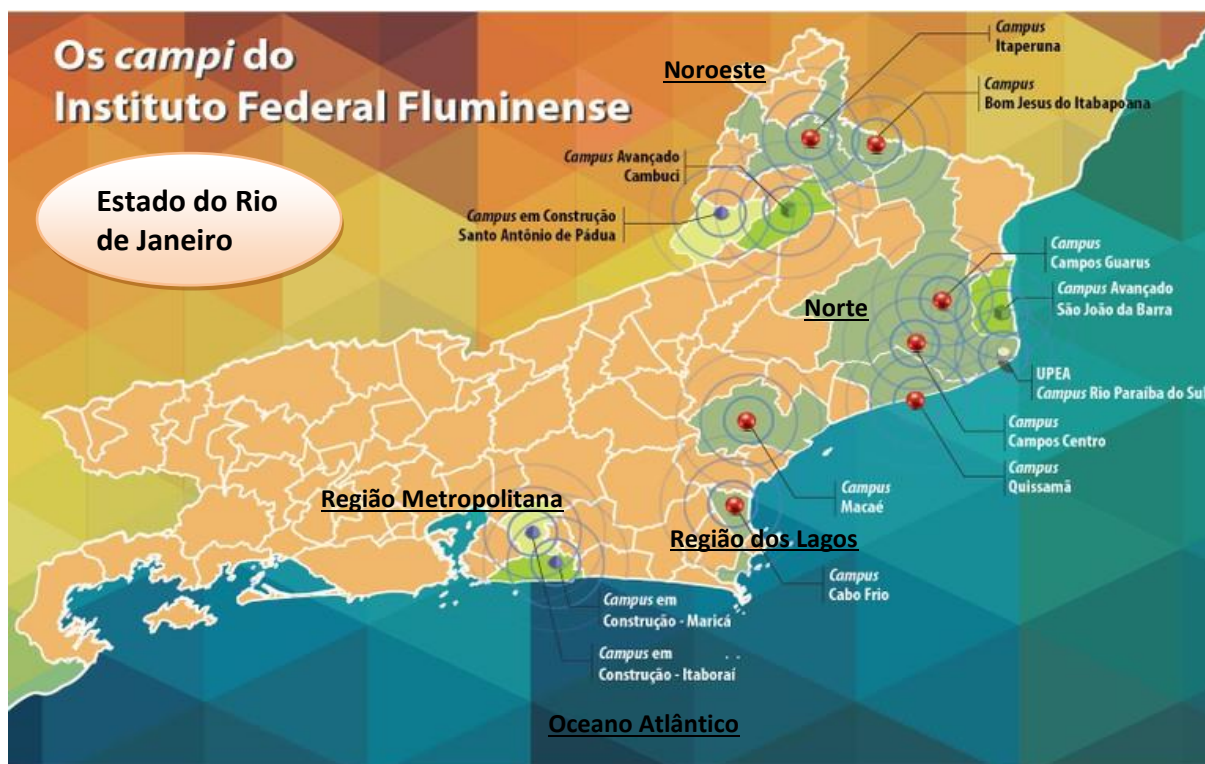 Os campi do
Instituto Federal Fluminense
Estado do Rio
de Janeiro
Noroeste
Campus
Itaperuna
Campus
Bom Jesus do Itabapoana
Campus Avançado
Cambuci
Campus em Construção
Santo Antônio de Pádua
Campus
Campos Guarus
Campus Avançado
São João da Barra
Norte
UPEA
Campus Rio Paraíba do Sul
Campus
Campos Centro
Campus
Quissamã
Campus
Macaé
Região Metropolitana
Região dos Lagos
Campus
Cabo Frio
Campus em
Construção - Maricá
Campus em
Construção - Itaboraí
Oceano Atlântico